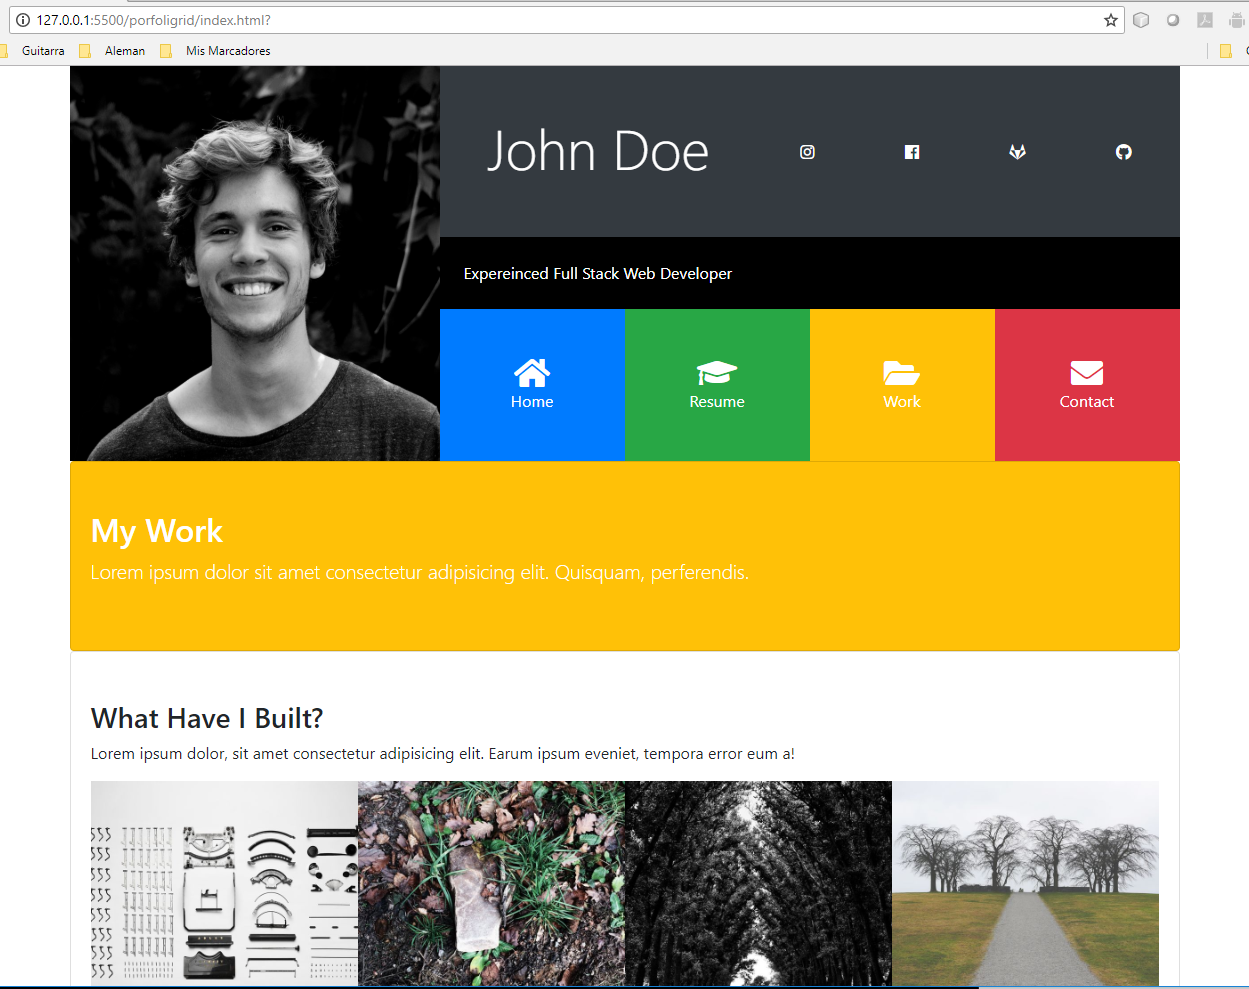 127.0.0.1:5500/porfoligrid/index.html?
Guitarra Aleman Mis Marcadores
John Doe
Expereinced Full Stack Web Developer
Home Resume Work Contact
My Work
Lorem ipsum dolor sit amet consectetur adipisicing elit. Quisquam, perferendis.
What Have I Built?
Lorem ipsum dolor, sit amet consectetur adipisicing elit. Earum ipsum eveniet, tempora error eum a!